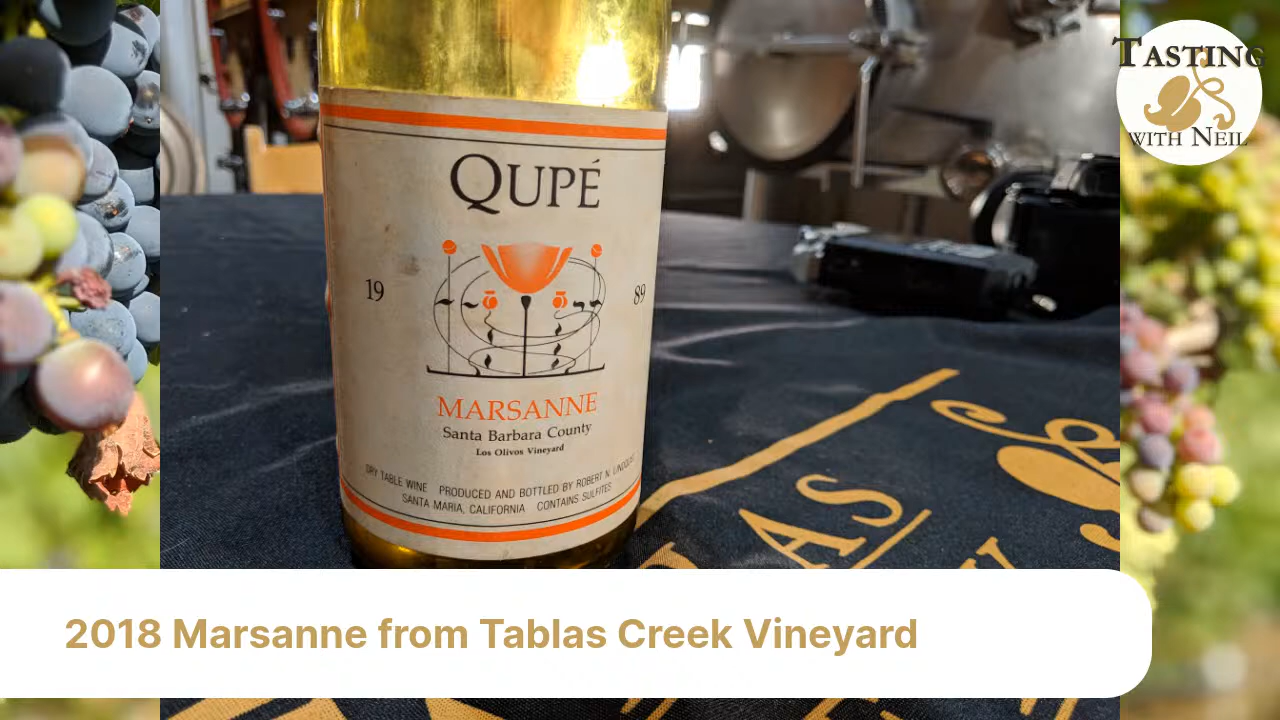 TASTING
WITH NEIL
QUPÉ
19 89
MARSANNE
Santa Barbara County
Los Olivos Vineyard
DRY TABLE WINE PRODUCED AND BOTTLED BY ROBERT N. LINDQUIST
SANTA MARIA, CALIFORNIA CONTAINS SULFITES
AS
2018 Marsanne from Tablas Creek Vineyard